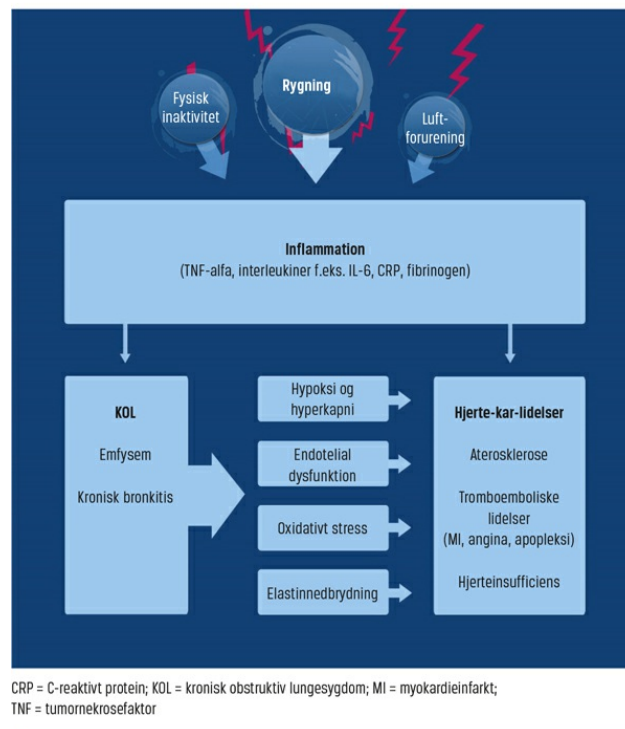 Fysisk
inaktivitet
Rygning
Luft-
forurening
Inflammation
(TNF-alfa, interleukiner f.eks. IL-6, CRP, fibrinogen)
KOL
Emfysem
Kronisk bronkitis
Hypoksi og
hyperkapni
Endotelial
dysfunktion
Oxidativt stress
Elastinnedbrydning
Hjerte-kar-lidelser
Aterosklerose
Tromboemboliske
lidelser
(MI, angina, apopleksi)
Hjerteinsufficiens
CRP = C-reaktivt protein; KOL = kronisk obstruktiv lungesygdom; MI = myokardieinfarkt;
TNF = tumornekrosefaktor